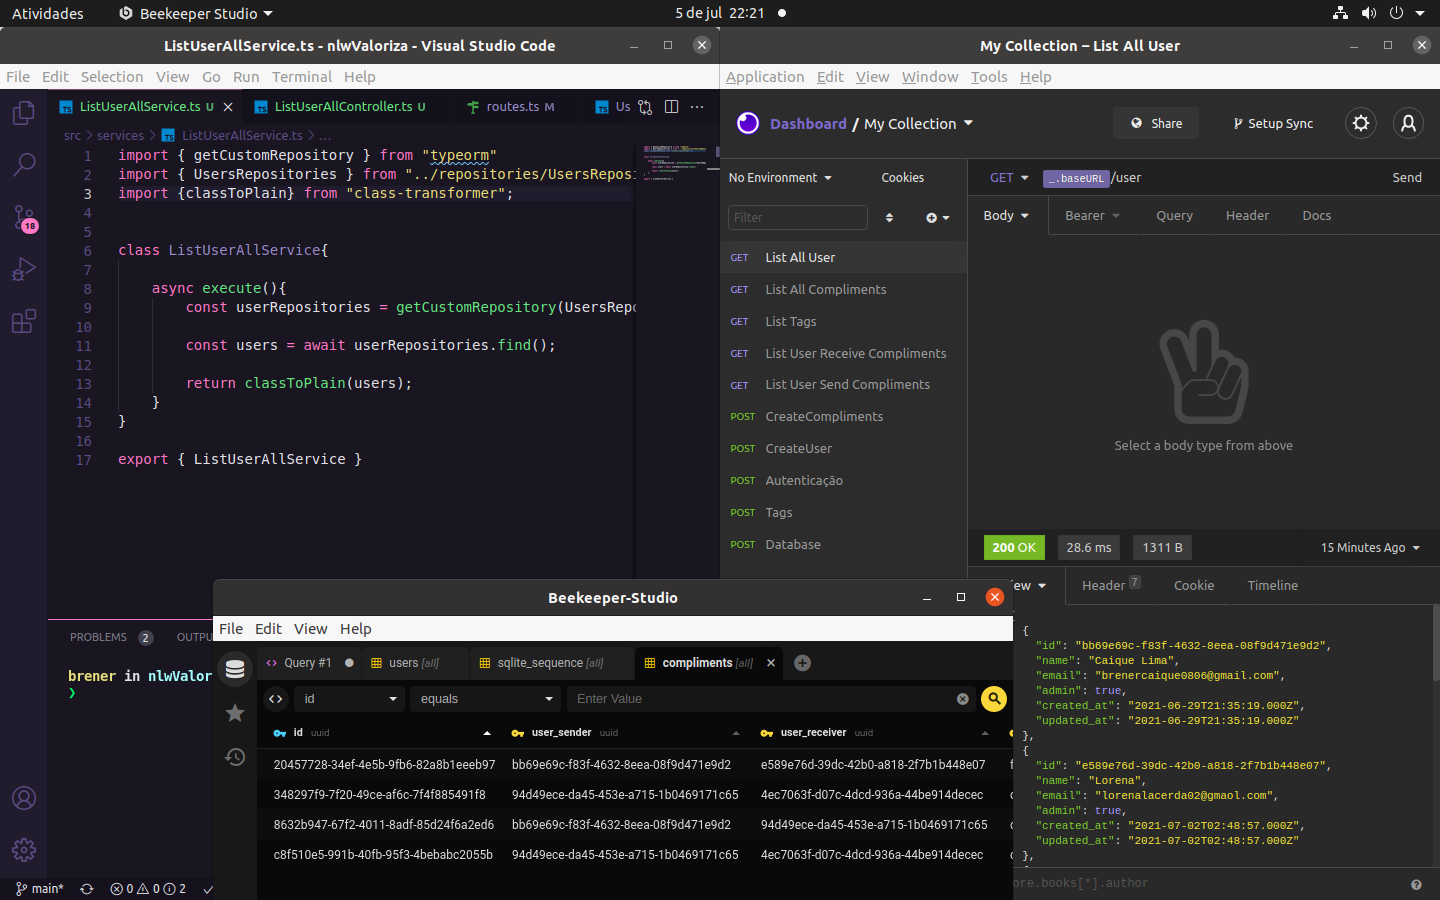 Atividades
Beekeeper Studio
5 de jul 22:21
ListUserAllService.ts - nlwValoriza - Visual Studio Code
File Edit Selection View Go Run Terminal Help
ListUserAllService.ts U
ListUserAllController.ts U
routes.ts M
Us
src > services > ListUserAllService.ts > ...
1 import { getCustomRepository } from "typeorm"
2 import { UsersRepositories } from "../repositories/UsersReposi
3 import {classToPlain} from "class-transformer";
4
5
6 class ListUserAllService{
7
8 async execute(){
9 const userRepositories = getCustomRepository(UsersRepo
10
11 const users = await userRepositories.find();
12
13 return classToPlain(users);
14 }
15 }
16
17 export { ListUserAllService }
18
PROBLEMS 2 OUTPU
brener in nlwValor
❯
main* 0 0 2
My Collection – List All User
Application Edit View Window Tools Help
Dashboard / My Collection
Share
Setup Sync
No Environment
Cookies
Filter
GET List All User
GET List All Compliments
GET List Tags
GET List User Receive Compliments
GET List User Send Compliments
POST CreateCompliments
POST CreateUser
POST Autenticação
POST Tags
POST Database
GET _.baseURL /user Send
Body Bearer Query Header Docs
Select a body type from above
200 OK 28.6 ms 1311 B 15 Minutes Ago
ew Header 7 Cookie Timeline
{
"id": "bb69e69c-f83f-4632-8eea-08f9d471e9d2",
"name": "Caique Lima",
"email": "brenercaique0806@gmail.com",
"admin": true,
"created_at": "2021-06-29T21:35:19.000Z",
"updated_at": "2021-06-29T21:35:19.000Z"
},
{
"id": "e589e76d-39dc-42b0-a818-2f7b1b448e07",
"name": "Lorena",
"email": "lorenalacerda02@gmaol.com",
"admin": true,
"created_at": "2021-07-02T02:48:57.000Z",
"updated_at": "2021-07-02T02:48:57.000Z"
},
ore.books[*].author
Beekeeper-Studio
File Edit View Help
Query #1
users [all]
sqlite_sequence [all]
compliments [all]
id equals Enter Value
id uuid user_sender uuid user_receiver uuid
20457728-34ef-4e5b-9fb6-82a8b1eeeb97 bb69e69c-f83f-4632-8eea-08f9d471e9d2 e589e76d-39dc-42b0-a818-2f7b1b448e07
348297f9-7f20-49ce-af6c-7f4f885491f8 94d49ece-da45-453e-a715-1b0469171c65 4ec7063f-d07c-4dcd-936a-44be914decec
8632b947-67f2-4011-8adf-85d24f6a2ed6 bb69e69c-f83f-4632-8eea-08f9d471e9d2 94d49ece-da45-453e-a715-1b0469171c65
c8f510e5-991b-40fb-95f3-4bebabc2055b 94d49ece-da45-453e-a715-1b0469171c65 4ec7063f-d07c-4dcd-936a-44be914decec